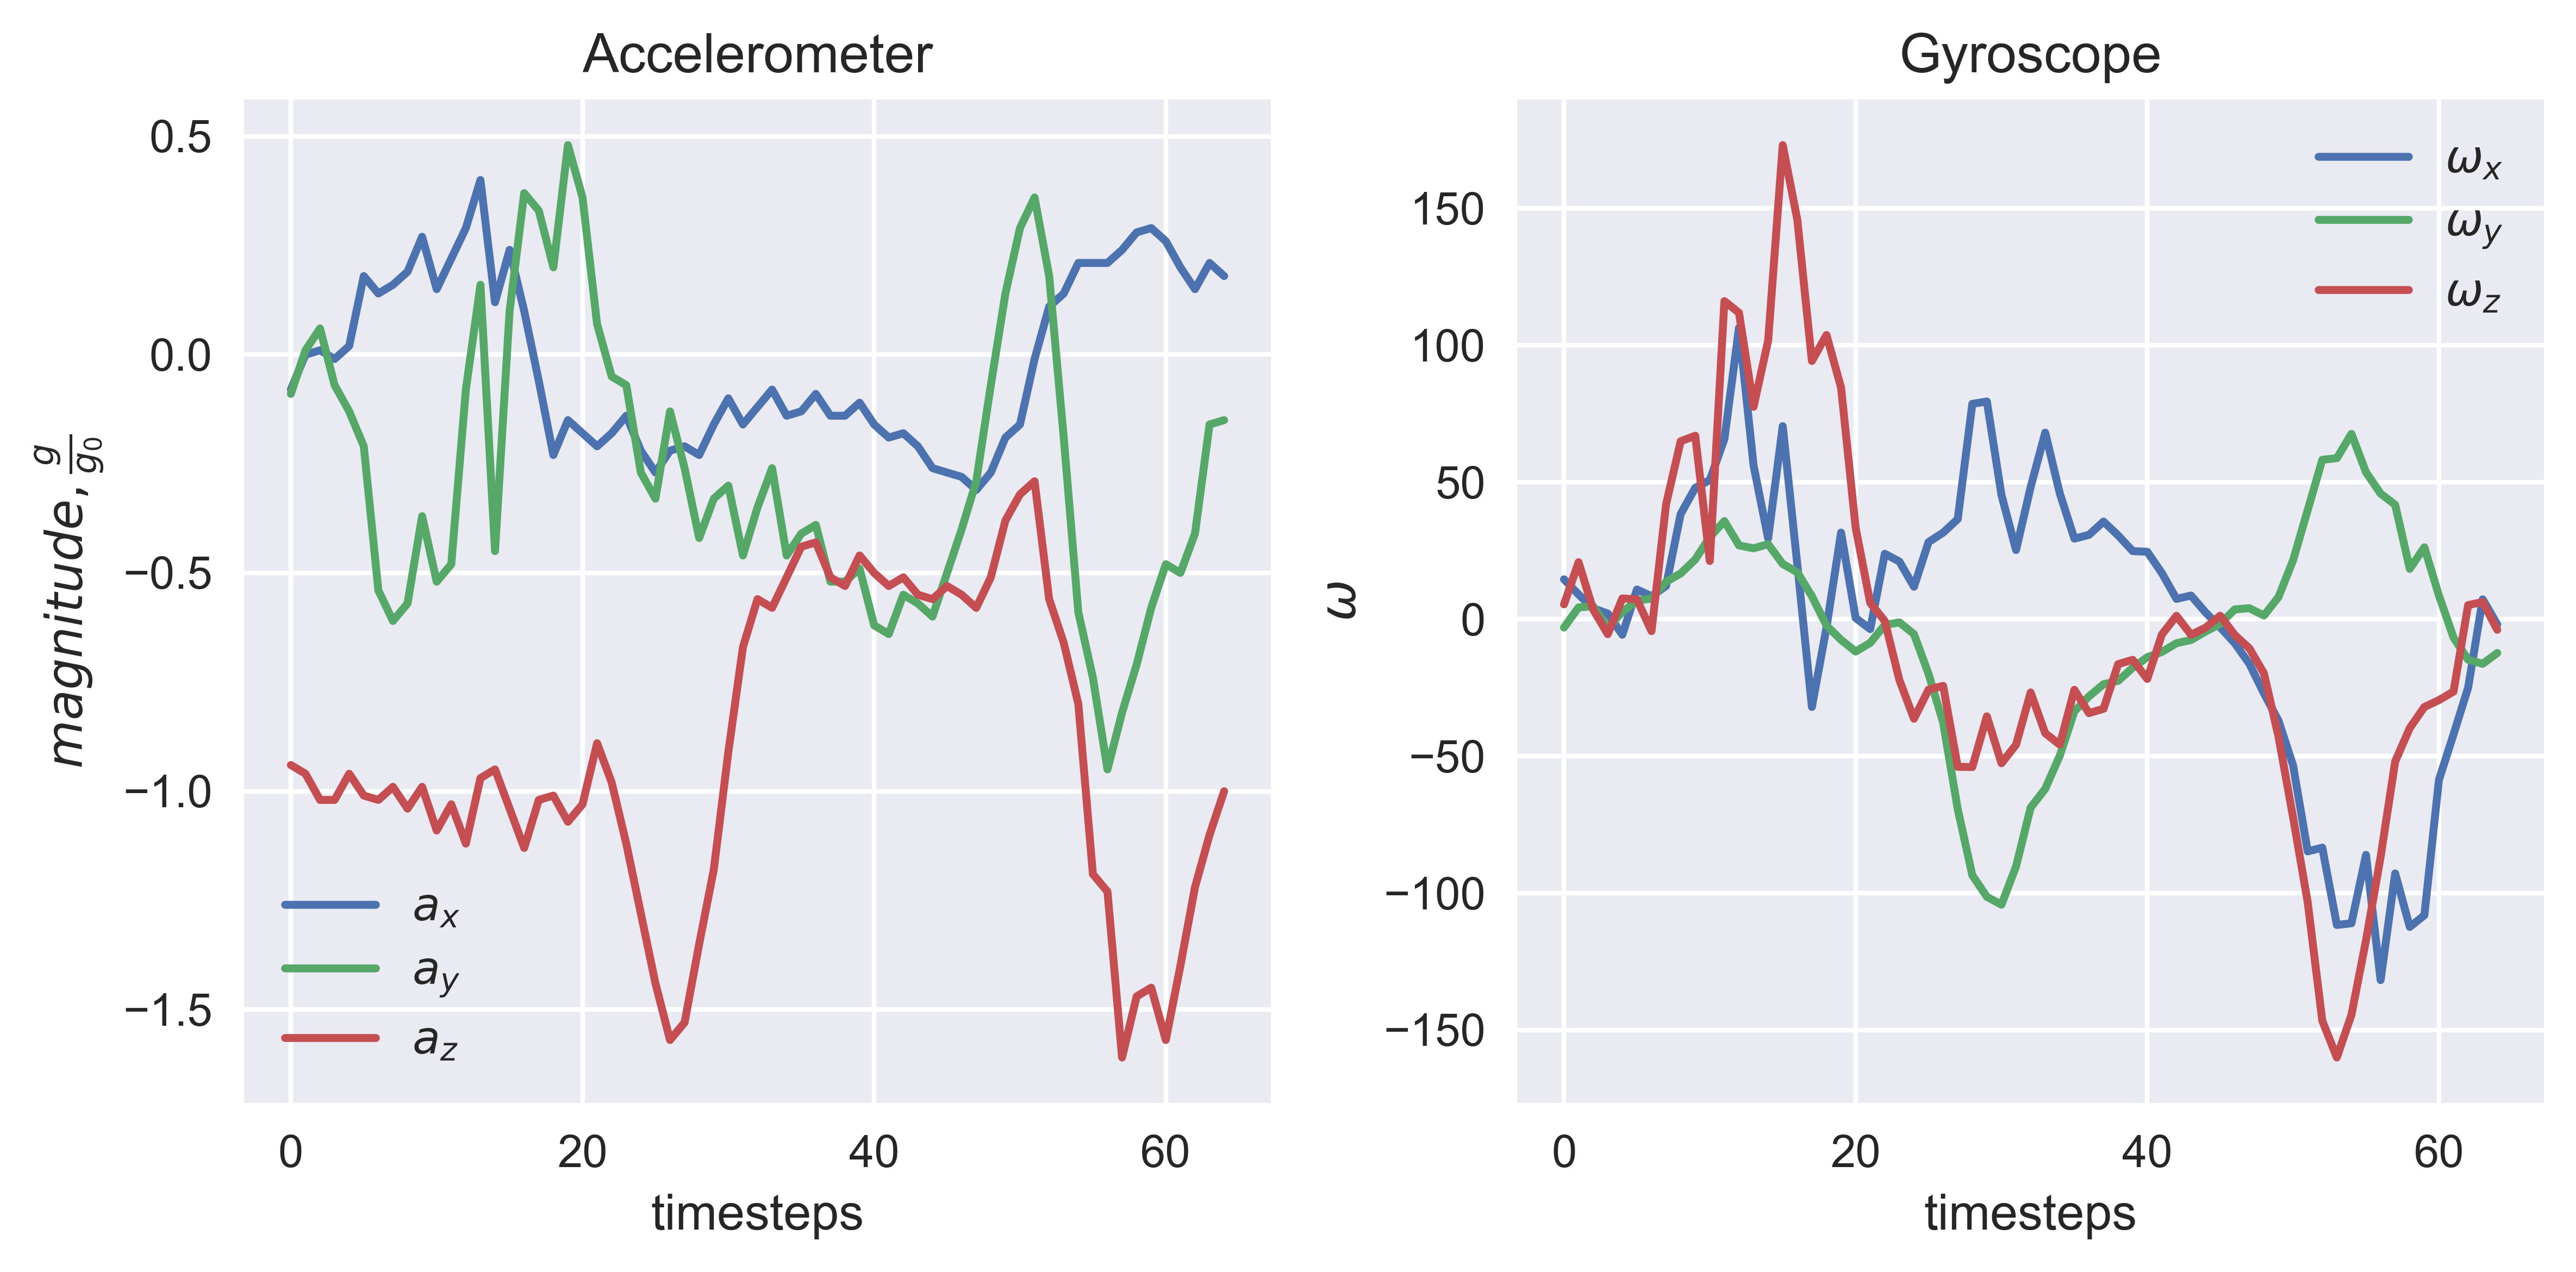 Accelerometer
0.5
0.0
−0.5
−1.0
−1.5
magnitude, g/g₀
aₓ
a_y
a_z
0 20 40 60
timesteps
Gyroscope
150
100
50
0
−50
−100
−150
ω
ωₓ
ω_y
ω_z
0 20 40 60
timesteps